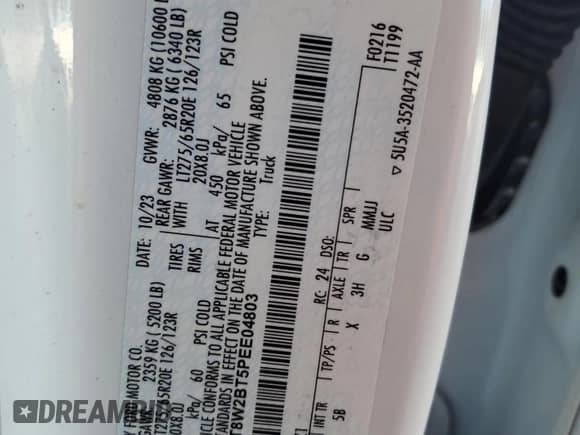 Y FORD MOTOR CO.
DATE: 10/23 GVWR: 4808 KG (10600
GAWR: 2359 KG (5200 LB) REAR GAWR: 2876 KG (6340 LB)
65R20E 126/123R TIRES WITH LT275/65R20E 126/123R
20X8.0J RIMS 20X8.0J
kPa/ 60 PSI COLD AT 450 kPa/ 65 PSI COLD
VEHICLE CONFORMS TO ALL APPLICABLE FEDERAL MOTOR VEHICLE
STANDARDS IN EFFECT ON THE DATE OF MANUFACTURE SHOWN ABOVE.
T8W2BT5PEE04803 TYPE: Truck
F0216
T1199
RC: 24 DSO:
INT TR TP/PS R AXLE TR SPR
5B X 3H G MMJJ
ULC
▽ 5U5A-3520472-AA
DREAM